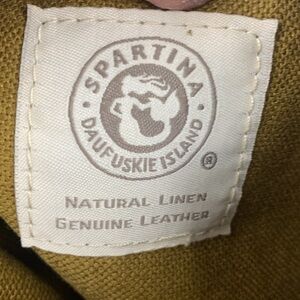 SPARTINA
DAUFUSKIE ISLAND
®
NATURAL LINEN
GENUINE LEATHER